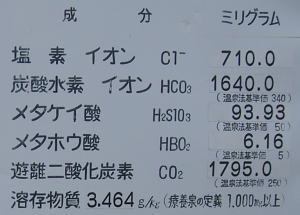 成 分 ミリグラム
塩 素 イオン Cl⁻ 710.0
炭酸水素 イオン HCO₃ 1640.0
(温泉法基準値 340)
メタケイ酸 H₂SiO₃ 93.93
(温泉法基準値 50)
メタホウ酸 HBO₂ 6.16
(温泉法基準値 5)
遊離二酸化炭素 CO₂ 1795.0
(温泉法基準値 250)
溶存物質 3.464 g/kg (療養泉の定義 1,000㎎以上)